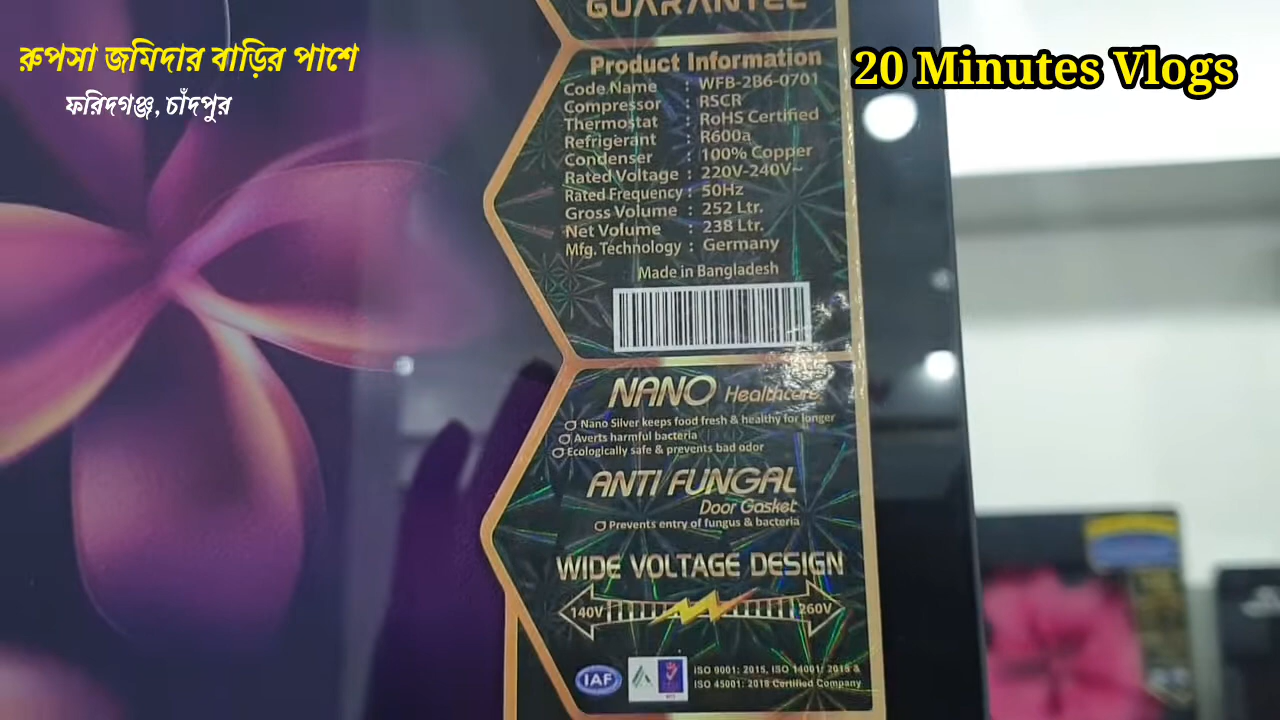 রুপসা জমিদার বাড়ির পাশে
ফরিদগঞ্জ, চাঁদপুর
20 Minutes Vlogs
GUARANTEE
Product Information
Code Name : WFB-2B6-0701
Compressor : RSCR
Thermostat : RoHS Certified
Refrigerant : R600a
Condenser : 100% Copper
Rated Voltage : 220V-240V~
Rated Frequency : 50Hz
Gross Volume : 252 Ltr.
Net Volume : 238 Ltr.
Mfg. Technology : Germany
Made in Bangladesh
NANO Healthcare
Nano Silver keeps food fresh & healthy for longer
Averts harmful bacteria
Ecologically safe & prevents bad odor
ANTI FUNGAL
Door Gasket
Prevents entry of fungus & bacteria
WIDE VOLTAGE DESIGN
140V 260V
IAF
ISO 9001: 2015, ISO 14001: 2015 &
ISO 45001: 2018 Certified Company